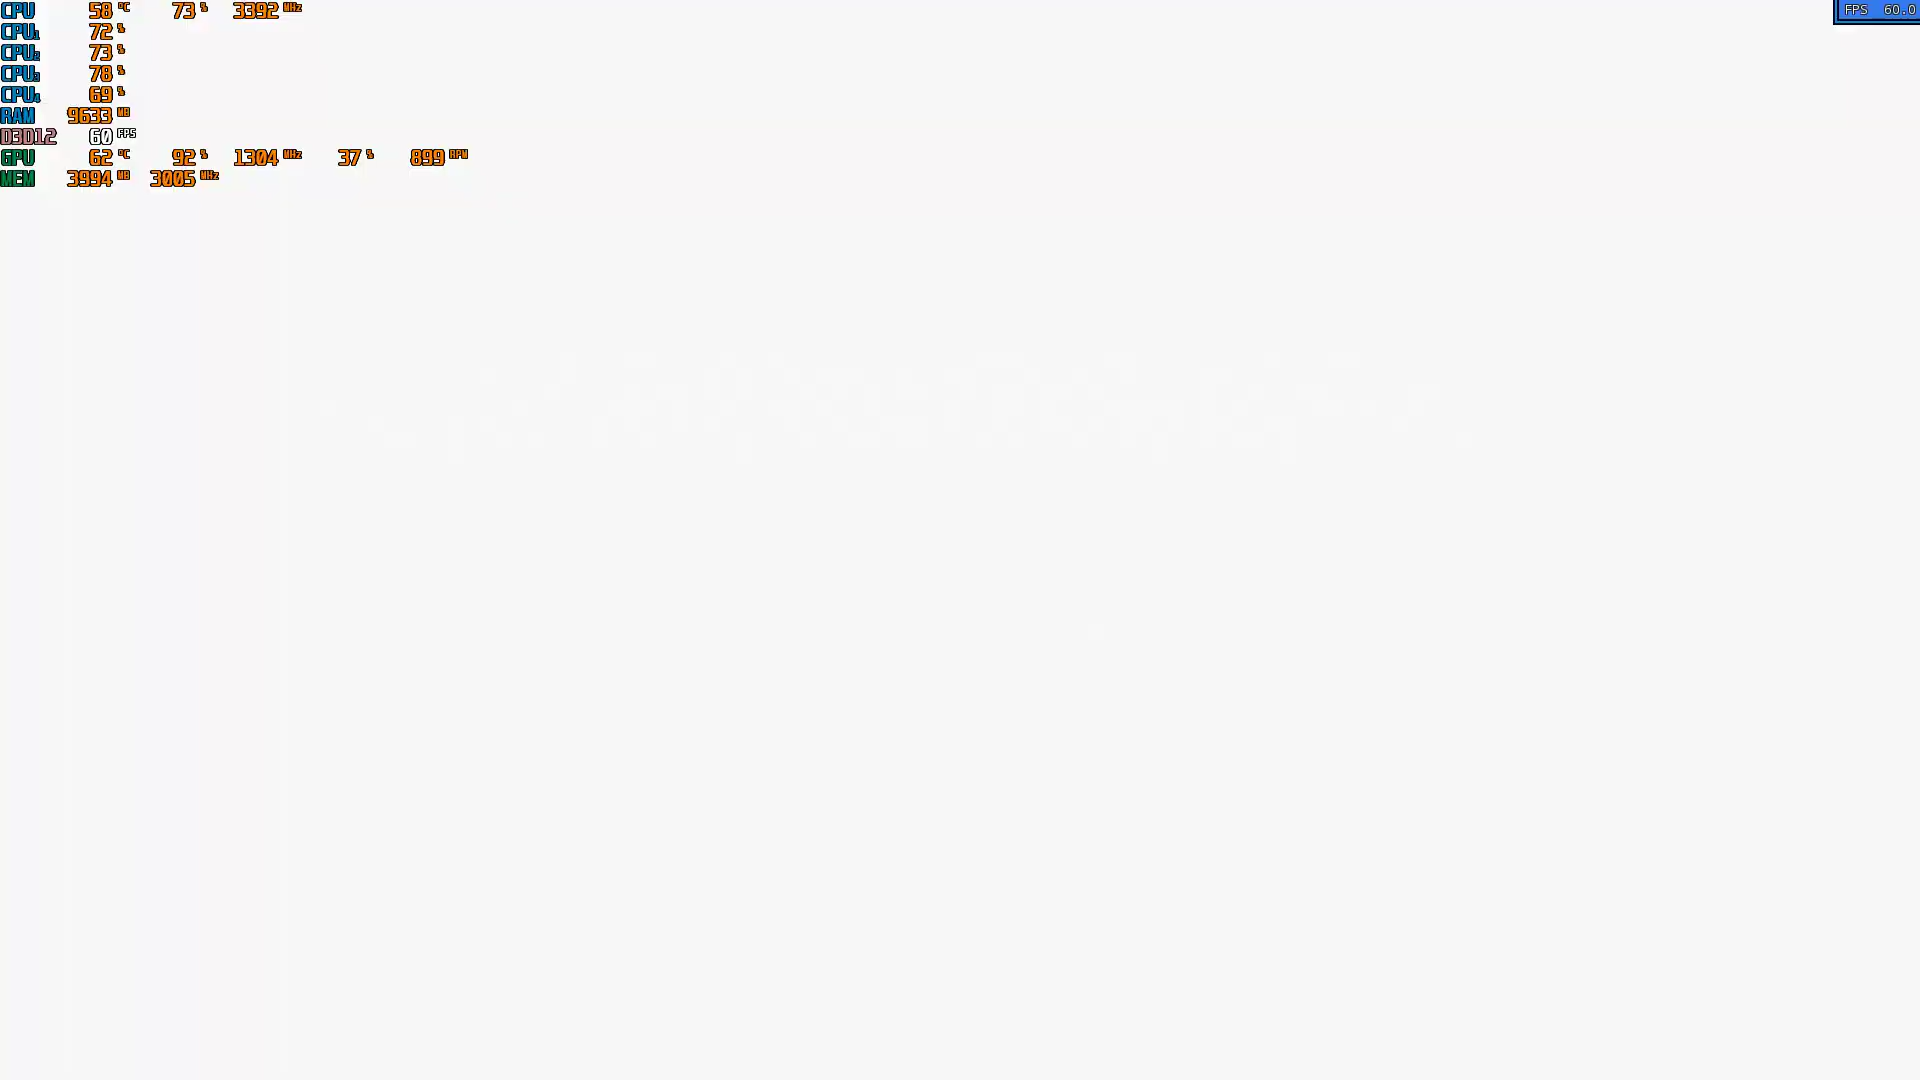 CPU 58 °C 73 % 3392 MHz FPS 60.0
CPU1 72 %
CPU2 73 %
CPU3 78 %
CPU4 69 %
RAM 9633 MB
D3D12 60 FPS
GPU 62 °C 92 % 1304 MHz 37 % 899 RPM
MEM 3994 MB 3005 MHz